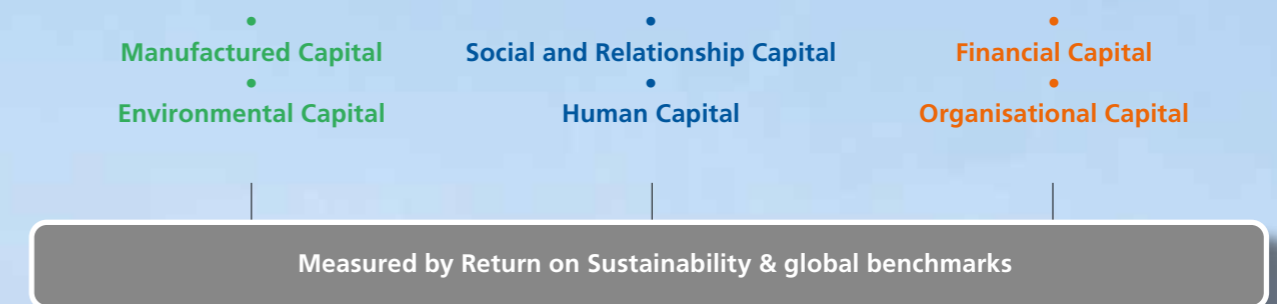 Manufactured Capital
Environmental Capital
Social and Relationship Capital
Human Capital
Financial Capital
Organisational Capital
Measured by Return on Sustainability & global benchmarks